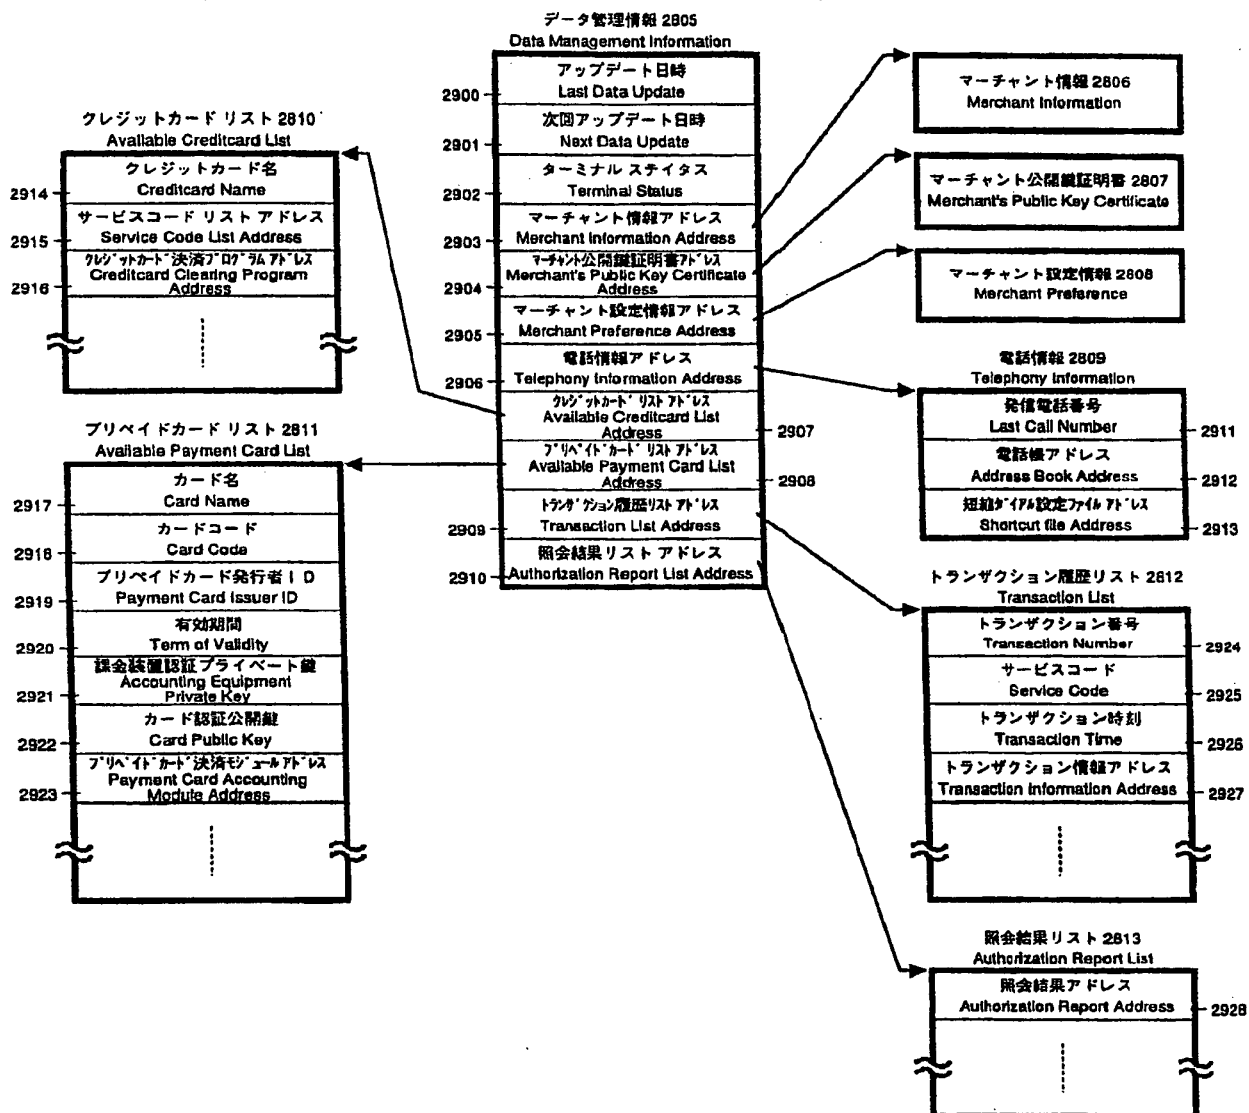 データ管理情報 2805
Data Management Information
アップデート日時
Last Data Update
2900
次回アップデート日時
Next Data Update
2901
ターミナル ステイタス
Terminal Status
2902
マーチャント情報アドレス
Merchant Information Address
2903
マーチャント公開鍵証明書アドレス
Merchant's Public Key Certificate
Address
2904
マーチャント設定情報アドレス
Merchant Preference Address
2905
電話情報アドレス
Telephony Information Address
2906
クレジットカード リスト アドレス
Available Creditcard List
Address
2907
プリペイドカード リスト アドレス
Available Payment Card List
Address
2908
トランザクション履歴リスト アドレス
Transaction List Address
2909
照会結果リスト アドレス
Authorization Report List Address
2910
クレジットカード リスト 2810
Available Creditcard List
クレジットカード名
Creditcard Name
2914
サービスコード リスト アドレス
Service Code List Address
2915
クレジットカード決済プログラム アドレス
Creditcard Clearing Program
Address
2916
プリペイドカード リスト 2811
Available Payment Card List
カード名
Card Name
2917
カードコード
Card Code
2918
プリペイドカード発行者ID
Payment Card Issuer ID
2919
有効期間
Term of Validity
2920
課金装置認証プライベート鍵
Accounting Equipment
Private Key
2921
カード認証公開鍵
Card Public Key
2922
プリペイドカード決済モジュールアドレス
Payment Card Accounting
Module Address
2923
マーチャント情報 2806
Merchant Information
マーチャント公開鍵証明書 2807
Merchant's Public Key Certificate
マーチャント設定情報 2808
Merchant Preference
電話情報 2809
Telephony Information
発信電話番号
Last Call Number
2911
電話帳アドレス
Address Book Address
2912
短縮ダイアル設定ファイル アドレス
Shortcut file Address
2913
トランザクション履歴リスト 2812
Transaction List
トランザクション番号
Transaction Number
2924
サービスコード
Service Code
2925
トランザクション時刻
Transaction Time
2926
トランザクション情報アドレス
Transaction Information Address
2927
照会結果リスト 2813
Authorization Report List
照会結果アドレス
Authorization Report Address
2928